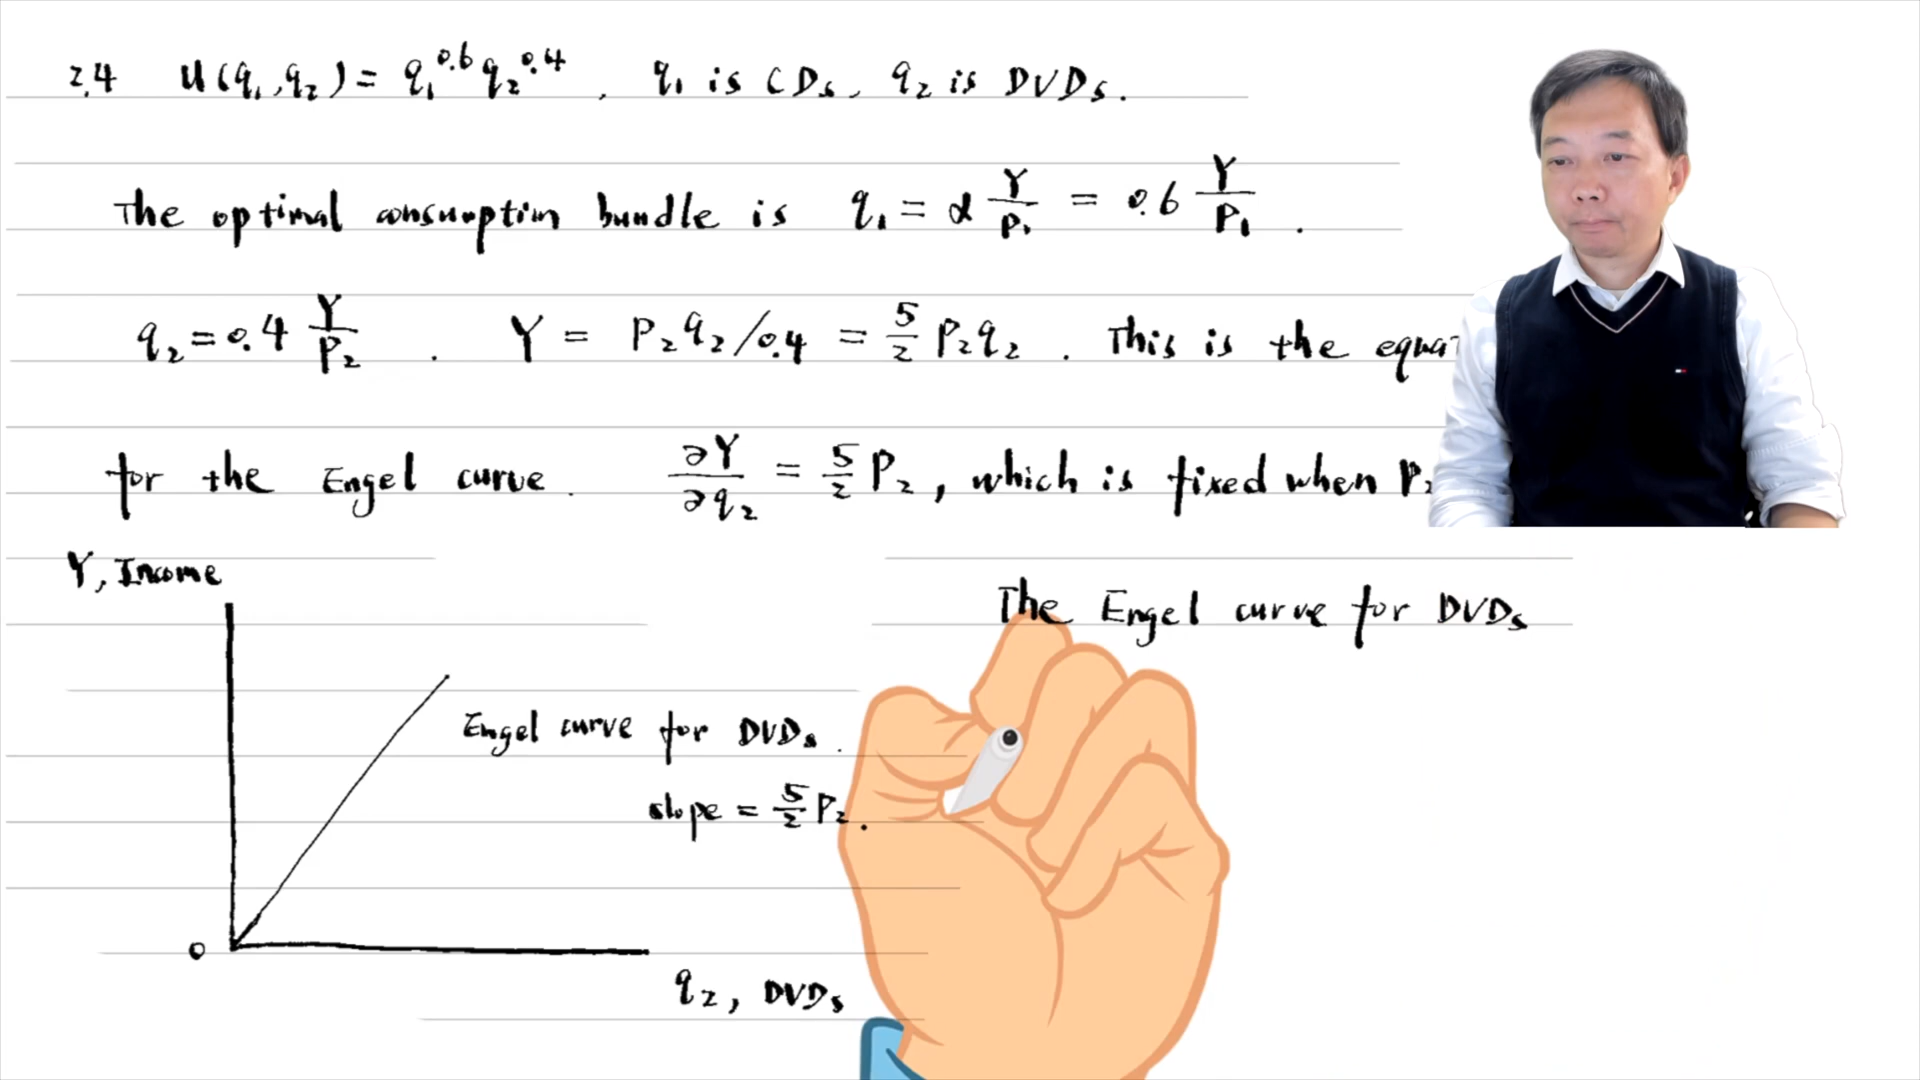 2.4 U(q₁,q₂) = q₁^0.6 q₂^0.4, q₁ is CDs, q₂ is DVDs.
The optimal consumption bundle is q₁ = α Y/P₁ = 0.6 Y/P₁.
q₂ = 0.4 Y/P₂. Y = P₂q₂/0.4 = 5/2 P₂q₂. This is the equa
for the Engel curve. ∂Y/∂q₂ = 5/2 P₂, which is fixed when P₂
Y, Income
The Engel curve for DVDs
Engel curve for DVDs.
slope = 5/2 P₂.
0
q₂, DVDs